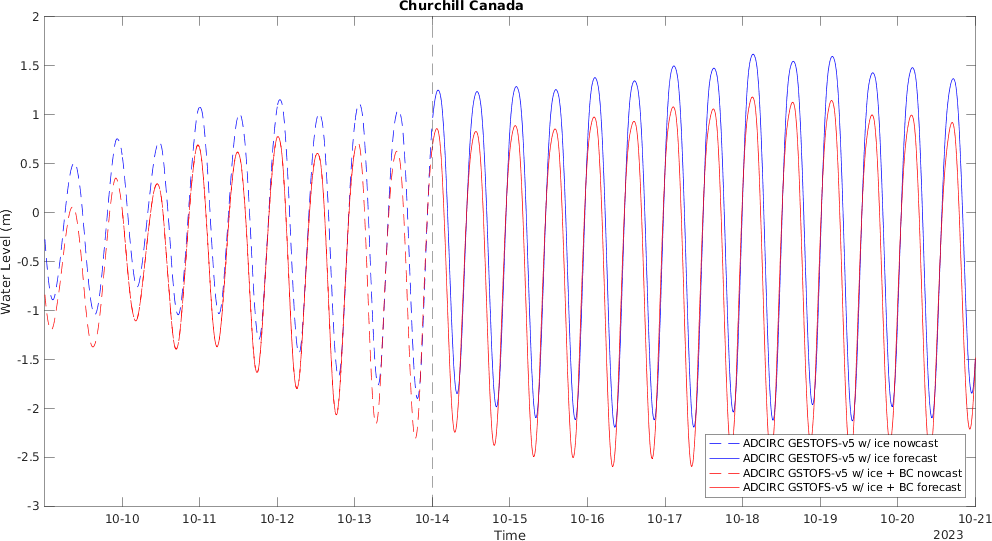 Churchill Canada
2
1.5
1
0.5
0
-0.5
-1
-1.5
-2
-2.5
-3
Water Level (m)
ADCIRC GESTOFS-v5 w/ ice nowcast
ADCIRC GESTOFS-v5 w/ ice forecast
ADCIRC GSTOFS-v5 w/ ice + BC nowcast
ADCIRC GSTOFS-v5 w/ ice + BC forecast
10-10 10-11 10-12 10-13 10-14 10-15 10-16 10-17 10-18 10-19 10-20 10-21
Time
2023